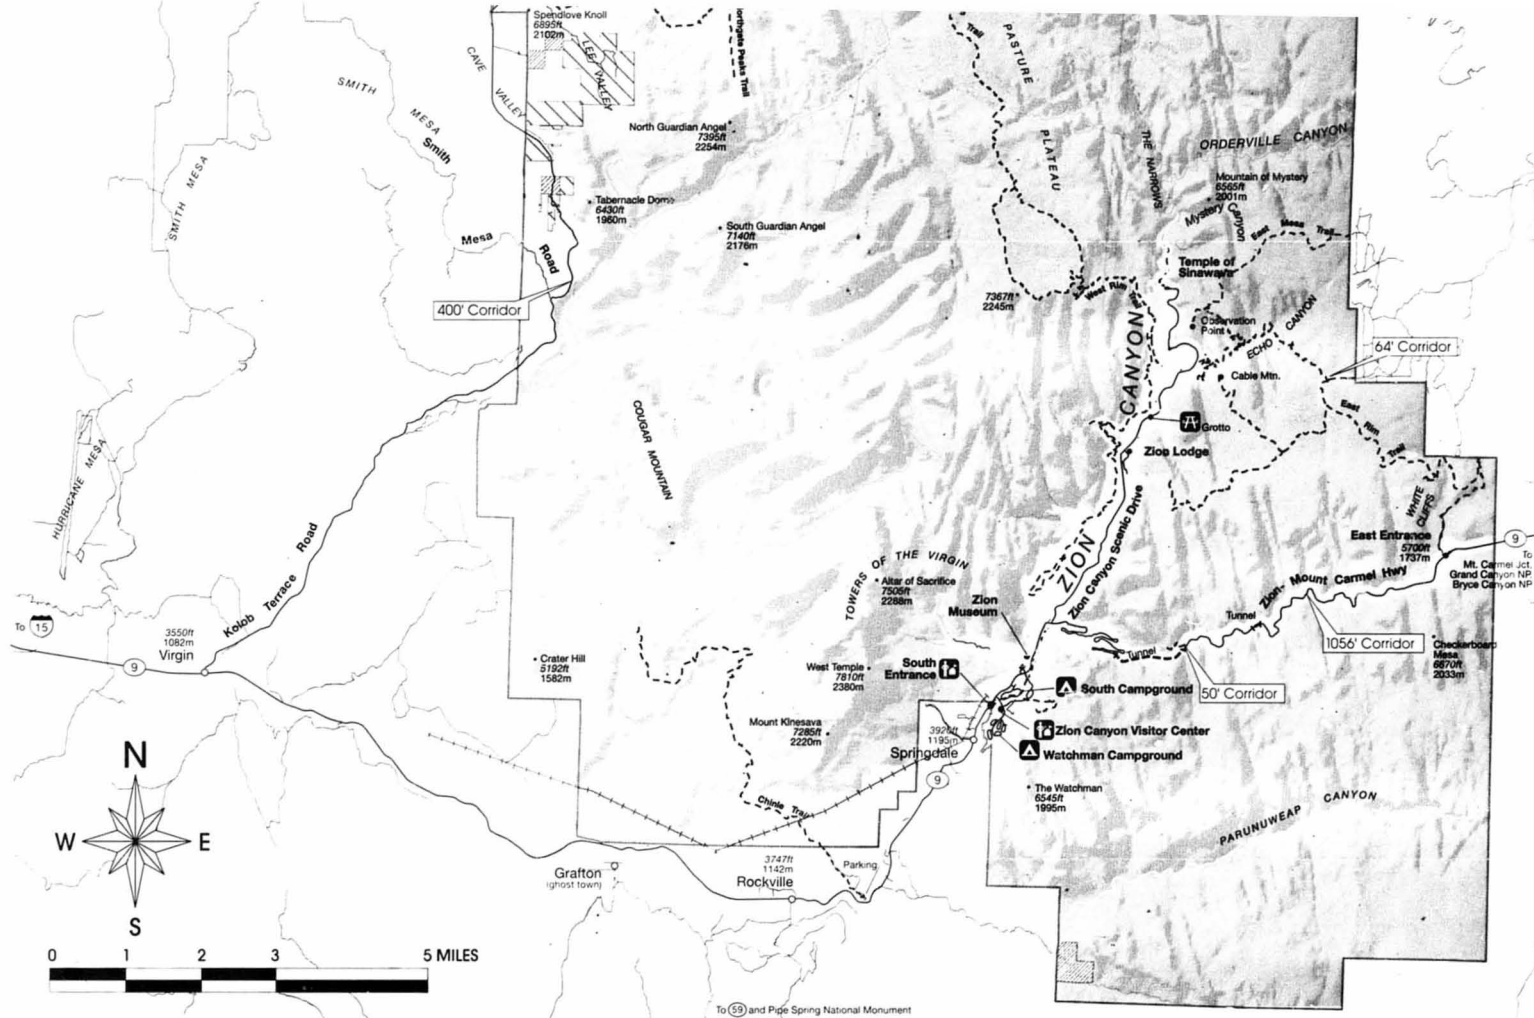 Spendlove Knoll
6895ft
2102m
CAVE
VALLEY
LEE VALLEY
Northgate Peaks Trail
Trail
PASTURE
PLATEAU
THE NARROWS
ORDERVILLE CANYON
SMITH
MESA
Smith
SMITH MESA
North Guardian Angel
7395ft
2254m
Mountain of Mystery
6565ft
2001m
Mystery Canyon
Tabernacle Dome
6430ft
1960m
South Guardian Angel
7140ft
2176m
East Mesa Trail
Mesa
Road
Temple of
Sinawava
400' Corridor
7367ft
2245m
West Rim Trail
Observation
Point
ECHO CANYON
64' Corridor
Cable Mtn.
ZION CANYON
COUGAR MOUNTAIN
Grotto
East Rim Trail
Zion Lodge
HURRICANE MESA
Zion Canyon Scenic Drive
WHITE
CLIFFS
East Entrance
5700ft
1737m
9
To
Mt. Carmel Jct.
Grand Canyon NP
Bryce Canyon NP
TOWERS OF THE VIRGIN
Altar of Sacrifice
7505ft
2288m
Zion
Museum
Zion-Mount Carmel Hwy
Tunnel
Tunnel
1056' Corridor
Checkerboard
Mesa
6670ft
2033m
50' Corridor
Kolob Terrace Road
To 15
3550ft
1082m
Virgin
9
Crater Hill
5192ft
1582m
West Temple
7810ft
2380m
South
Entrance
South Campground
Mount Kinesava
7285ft
2220m
1195m
Springdale
Zion Canyon Visitor Center
Watchman Campground
9
The Watchman
6545ft
1995m
Chinle Trail
PARUNUWEAP CANYON
N
W E
S
Grafton
(ghost town)
3747ft
1142m
Rockville
Parking
0 1 2 3 5 MILES
To 59 and Pipe Spring National Monument